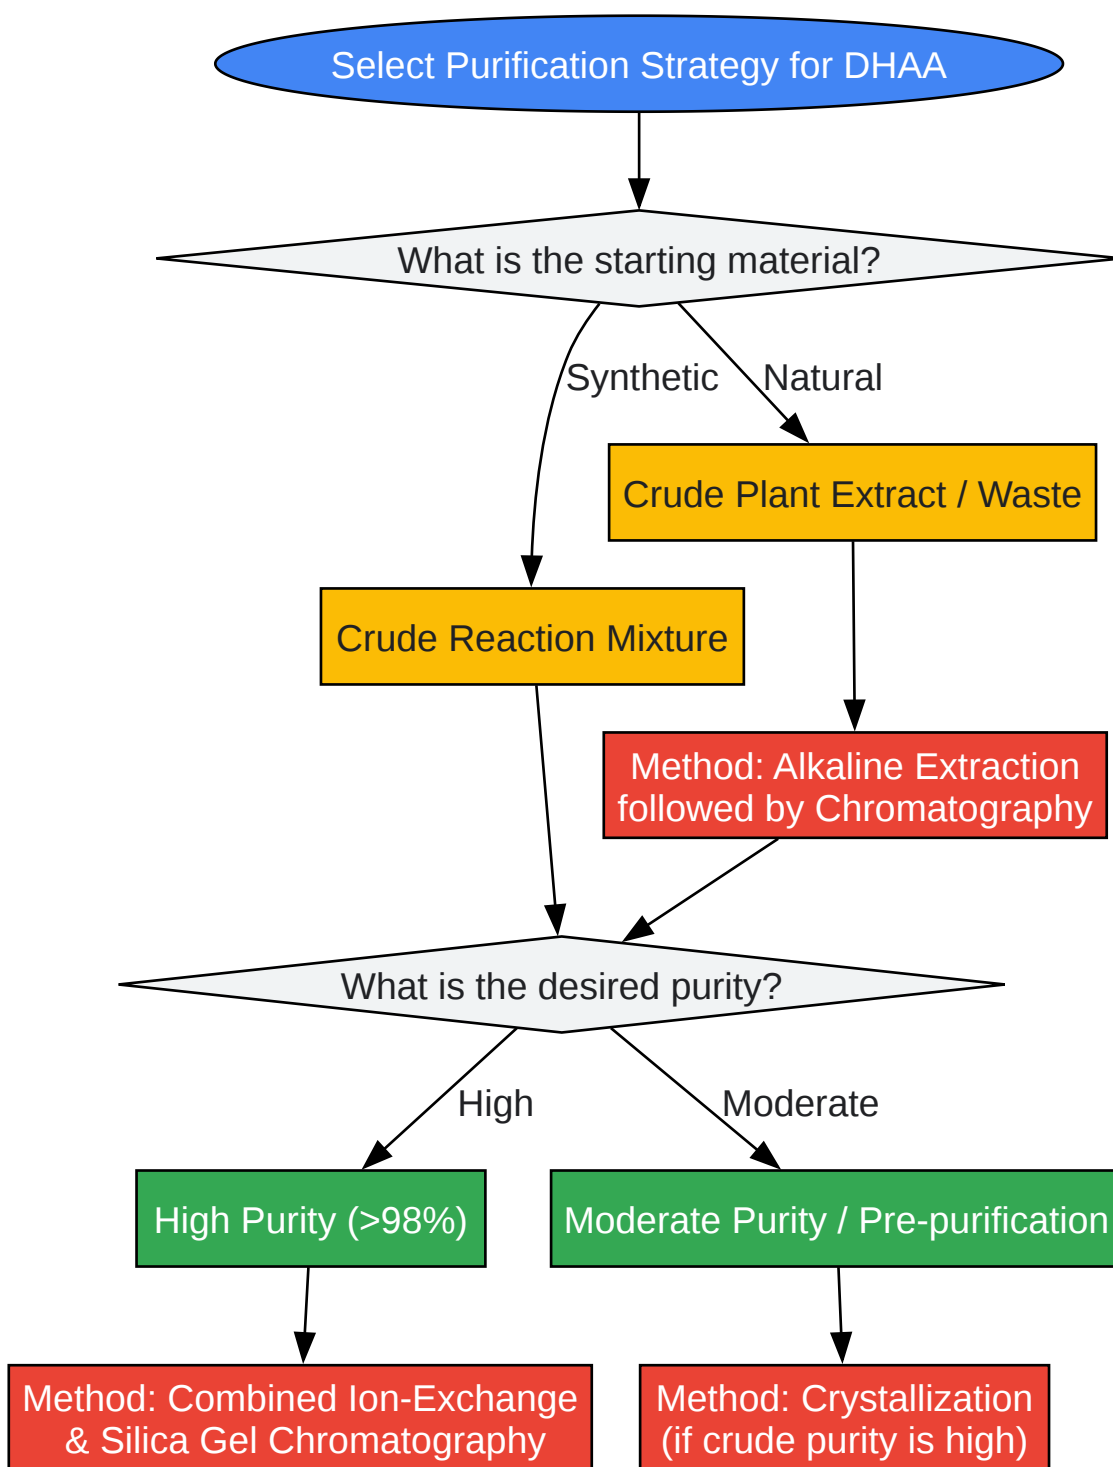 Select Purification Strategy for DHAA
What is the starting material?
Synthetic
Natural
Crude Plant Extract / Waste
Crude Reaction Mixture
Method: Alkaline Extraction
followed by Chromatography
What is the desired purity?
High
Moderate
High Purity (>98%)
Moderate Purity / Pre-purification
Method: Combined Ion-Exchange
& Silica Gel Chromatography
Method: Crystallization
(if crude purity is high)